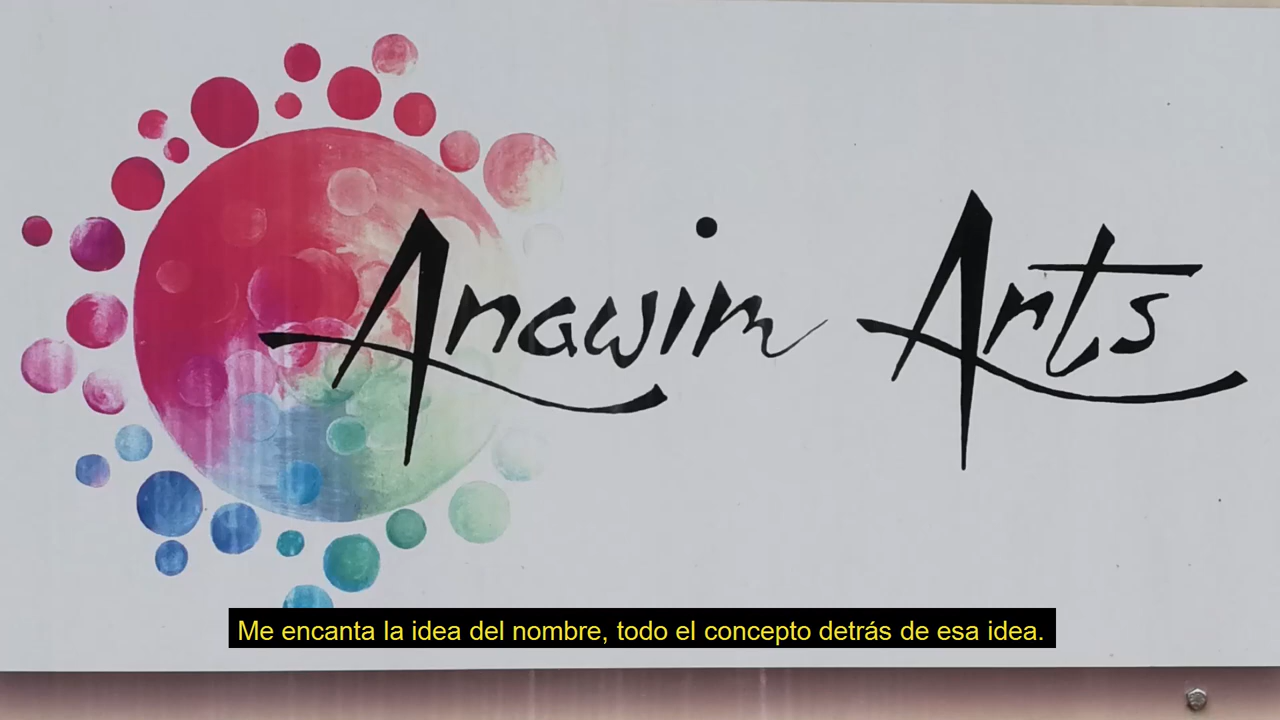 Anawim Arts
Me encanta la idea del nombre, todo el concepto detrás de esa idea.